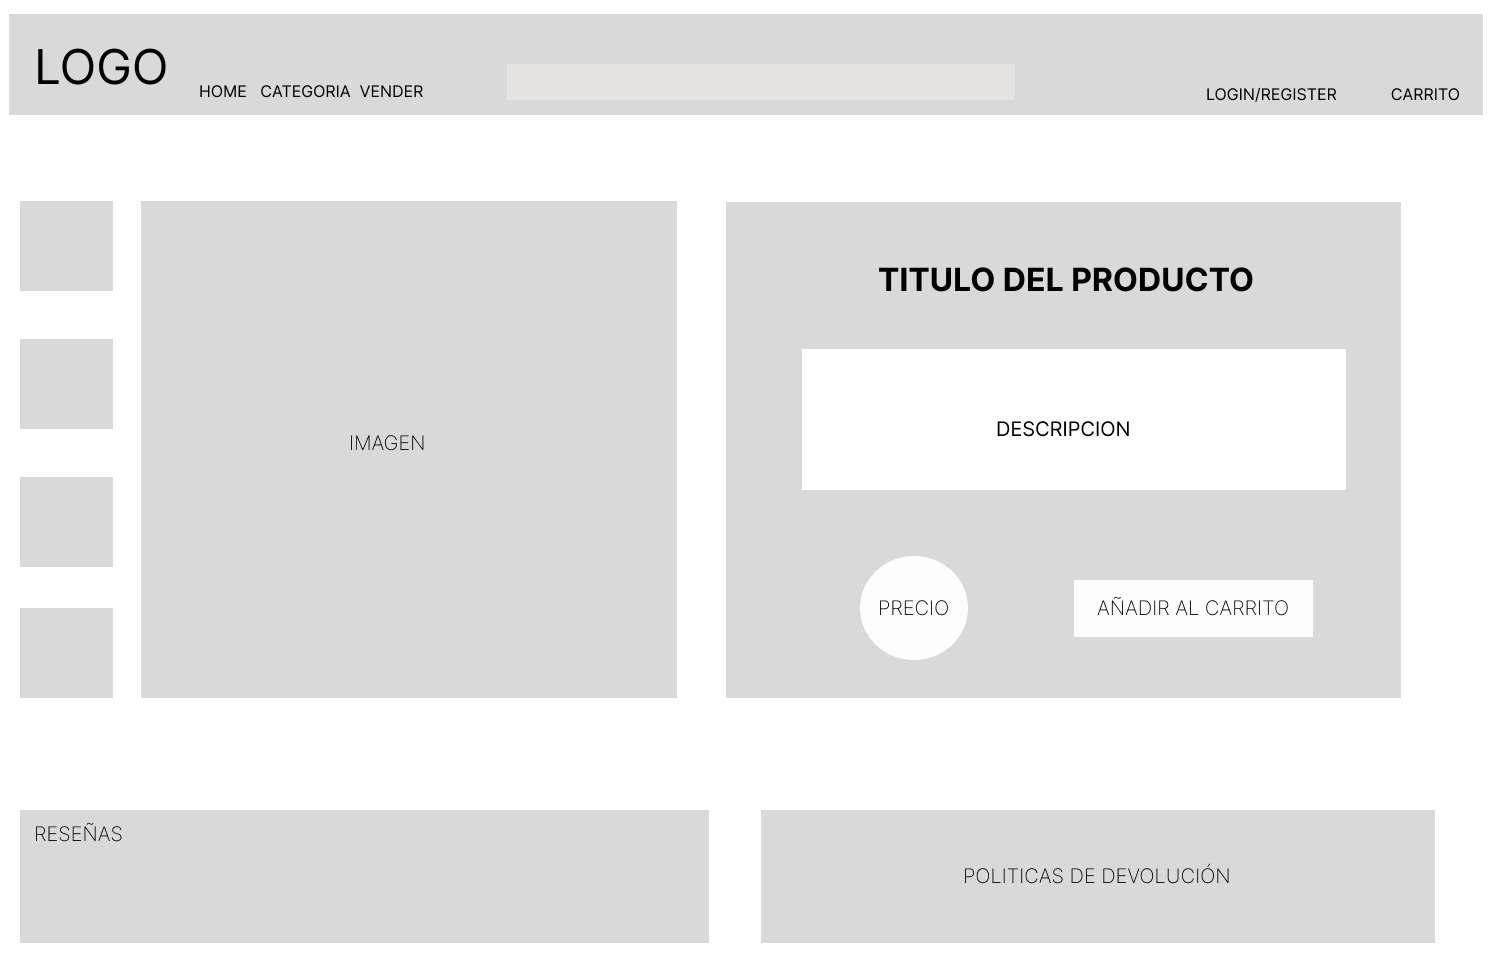 LOGO
HOME CATEGORIA VENDER
LOGIN/REGISTER CARRITO
IMAGEN
TITULO DEL PRODUCTO
DESCRIPCION
PRECIO
AÑADIR AL CARRITO
RESEÑAS
POLITICAS DE DEVOLUCIÓN